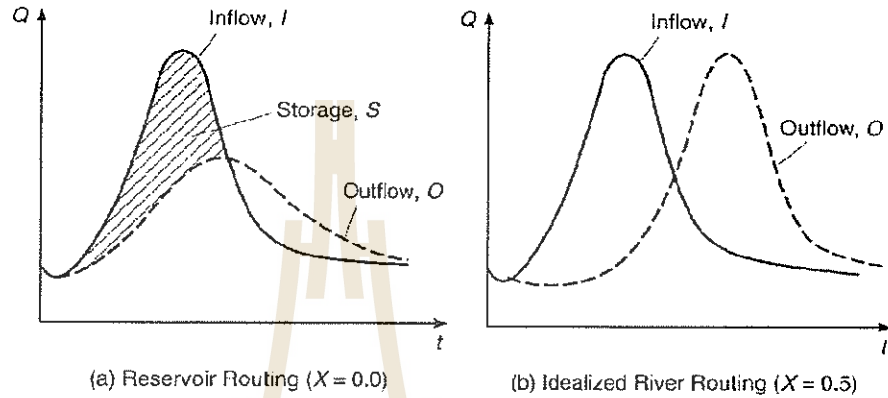 Q
Inflow, I
Storage, S
Outflow, O
t
(a) Reservoir Routing (X = 0.0)
Q
Inflow, I
Outflow, O
t
(b) Idealized River Routing (X = 0.5)